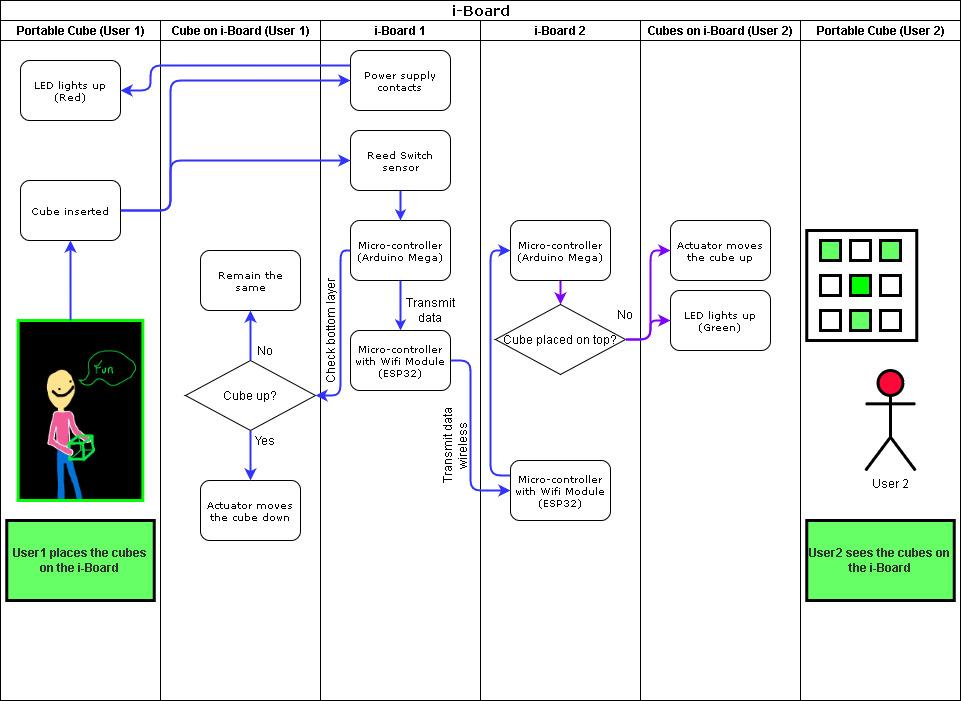 i-Board
Portable Cube (User 1)
Cube on i-Board (User 1)
i-Board 1
i-Board 2
Cubes on i-Board (User 2)
Portable Cube (User 2)
LED lights up
(Red)
Power supply
contacts
Reed Switch
sensor
Cube inserted
Micro-controller
(Arduino Mega)
Micro-controller
(Arduino Mega)
Actuator moves
the cube up
Remain the
same
Check bottom layer
Transmit
data
No
LED lights up
(Green)
Cube placed on top?
No
Micro-controller
with Wifi Module
(ESP32)
Fun
Cube up?
Yes
Transmit data
wireless
Actuator moves
the cube down
Micro-controller
with Wifi Module
(ESP32)
User 2
User1 places the cubes
on the i-Board
User2 sees the cubes on
the i-Board